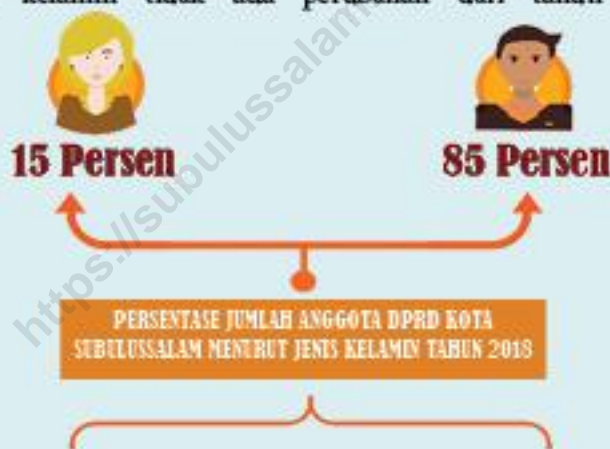 15 Persen
85 Persen
PERSENTASE JUMLAH ANGGOTA DPRD KOTA
SUBULUSSALAM MENURUT JENIS KELAMIN TAHUN 2018
https://subulussalam